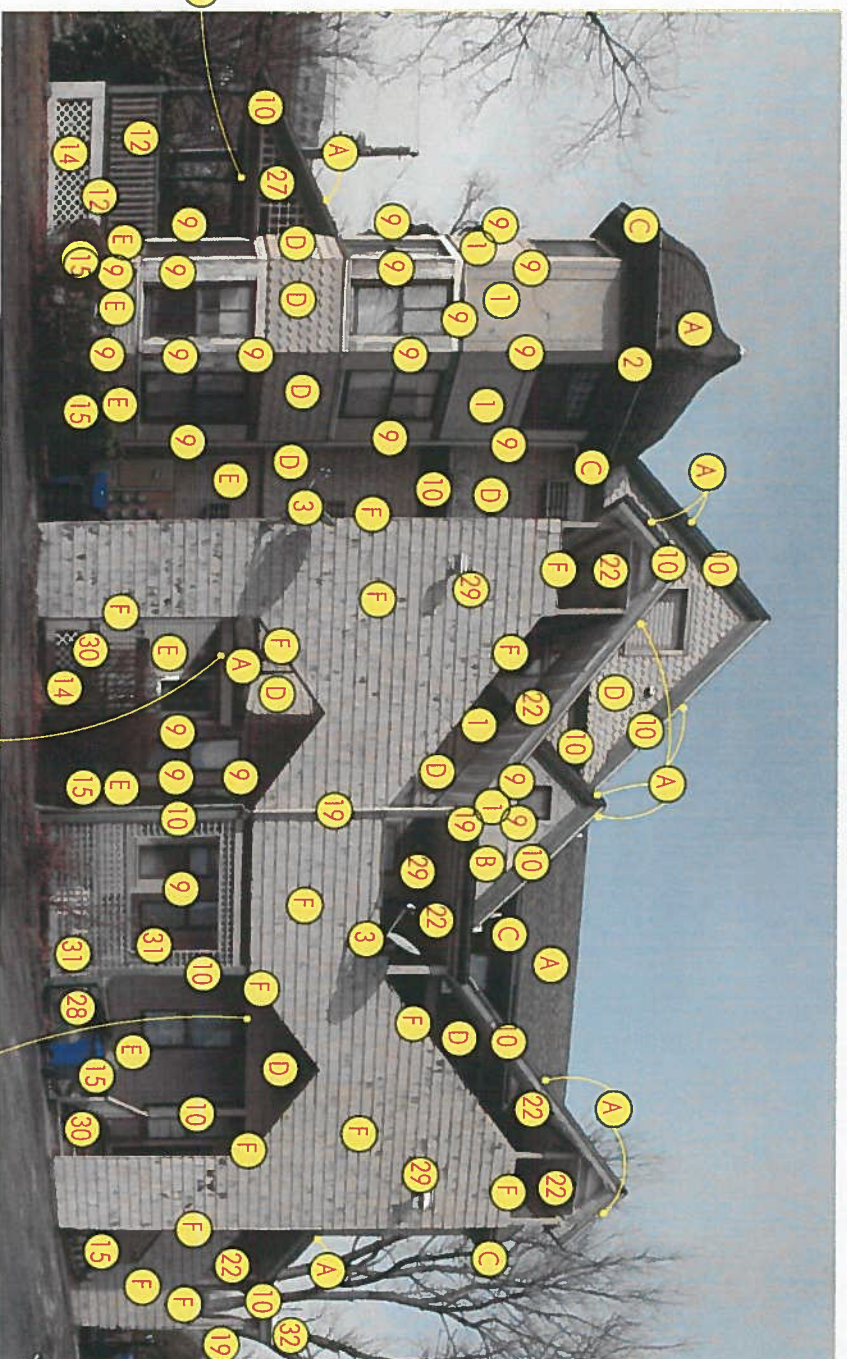 10
A
A 10 A
C 2 10
D A
C 22
10
F A 22
9 9 22 9 9 10 22
9 1 9 F C 10 F
D 1 B C
1 1 1 29 19
9 D
10 D 22
9 29 F 29
9 9 9 F
F 3 F
A 19 A
D D D 3 F
D F D 32
10 27 D F 10
9 A 9 F 22
E 10 19
9 9 10 9 10 F
9 9 9 9 F
E 31
12 E F
E E E F E
9 9 15
12 30 15
15 15 15 28 30
14 14 31